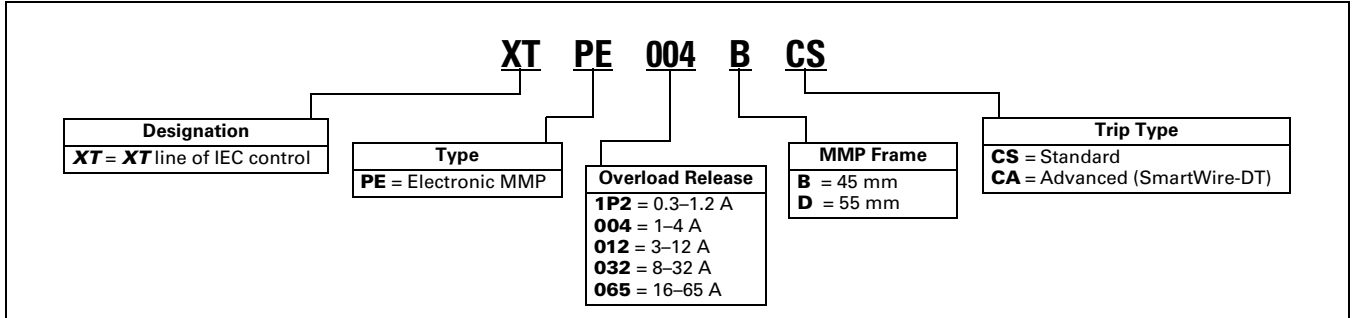 XT PE 004 B CS
Designation
XT = XT line of IEC control
Type
PE = Electronic MMP
Overload Release
1P2 = 0.3–1.2 A
004 = 1–4 A
012 = 3–12 A
032 = 8–32 A
065 = 16–65 A
MMP Frame
B = 45 mm
D = 55 mm
Trip Type
CS = Standard
CA = Advanced (SmartWire-DT)